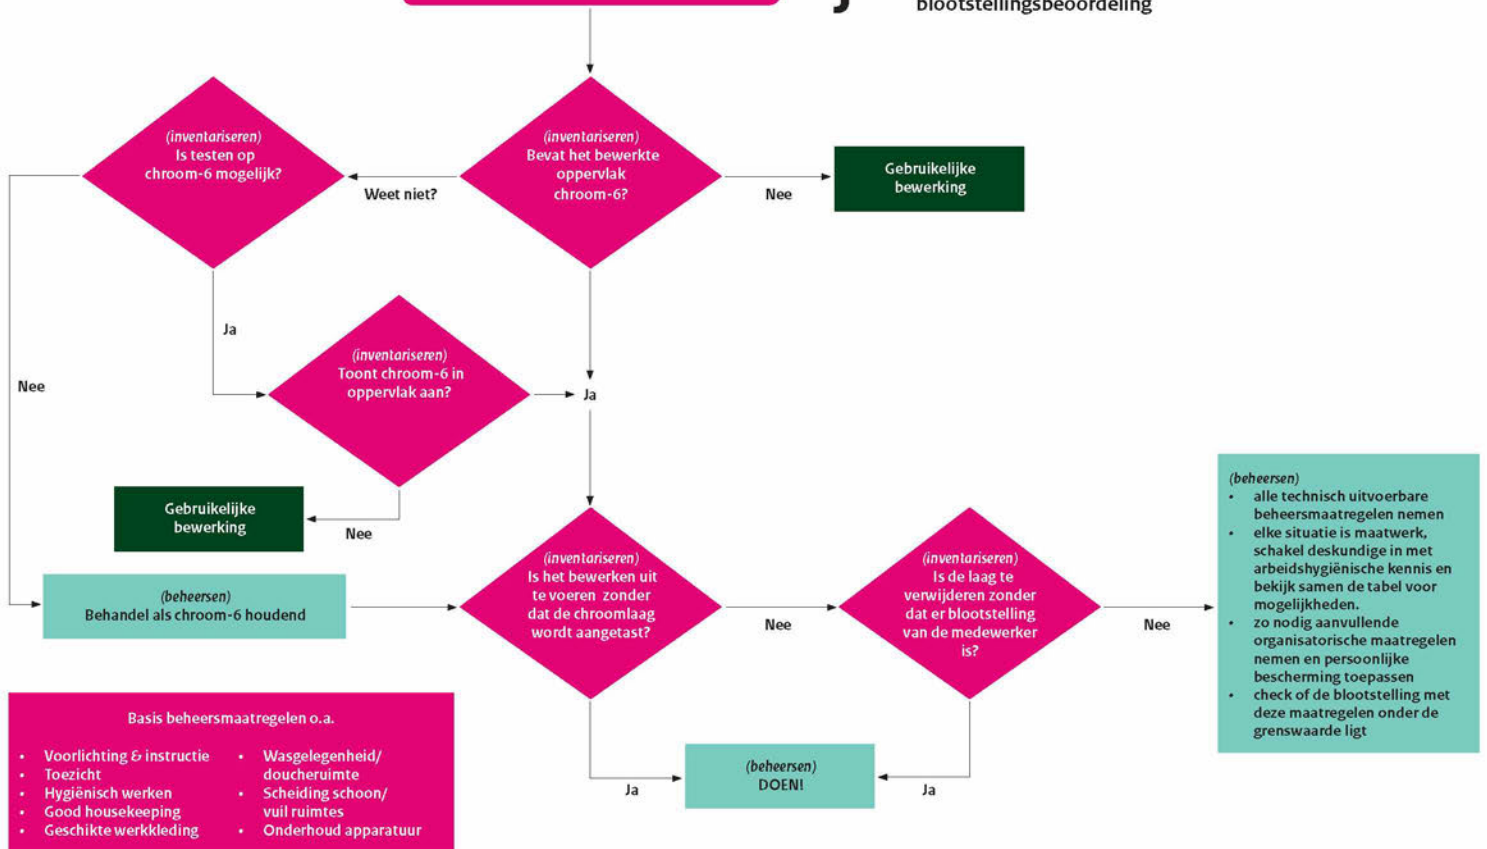 blootstellingsbeoordeling
(inventariseren)
Is testen op
chroom-6 mogelijk?
Weet niet?
(inventariseren)
Bevat het bewerkte
oppervlak
chroom-6?
Nee
Gebruikelijke
bewerking
Ja
Nee
(inventariseren)
Toont chroom-6 in
oppervlak aan?
Ja
Gebruikelijke
bewerking
Nee
(beheersen)
Behandel als chroom-6 houdend
(inventariseren)
Is het bewerken uit
te voeren zonder
dat de chroomlaag
wordt aangetast?
Nee
(inventariseren)
Is de laag te
verwijderen zonder
dat er blootstelling
van de medewerker
is?
Nee
(beheersen)
• alle technisch uitvoerbare
beheersmaatregelen nemen
• elke situatie is maatwerk,
schakel deskundige in met
arbeidshygiënische kennis en
bekijk samen de tabel voor
mogelijkheden.
• zo nodig aanvullende
organisatorische maatregelen
nemen en persoonlijke
bescherming toepassen
• check of de blootstelling met
deze maatregelen onder de
grenswaarde ligt
Ja
(beheersen)
DOEN!
Ja
Basis beheersmaatregelen o.a.
• Voorlichting & instructie
• Toezicht
• Hygiënisch werken
• Good housekeeping
• Geschikte werkkleding
• Wasgelegenheid/
doucheruimte
• Scheiding schoon/
vuil ruimtes
• Onderhoud apparatuur